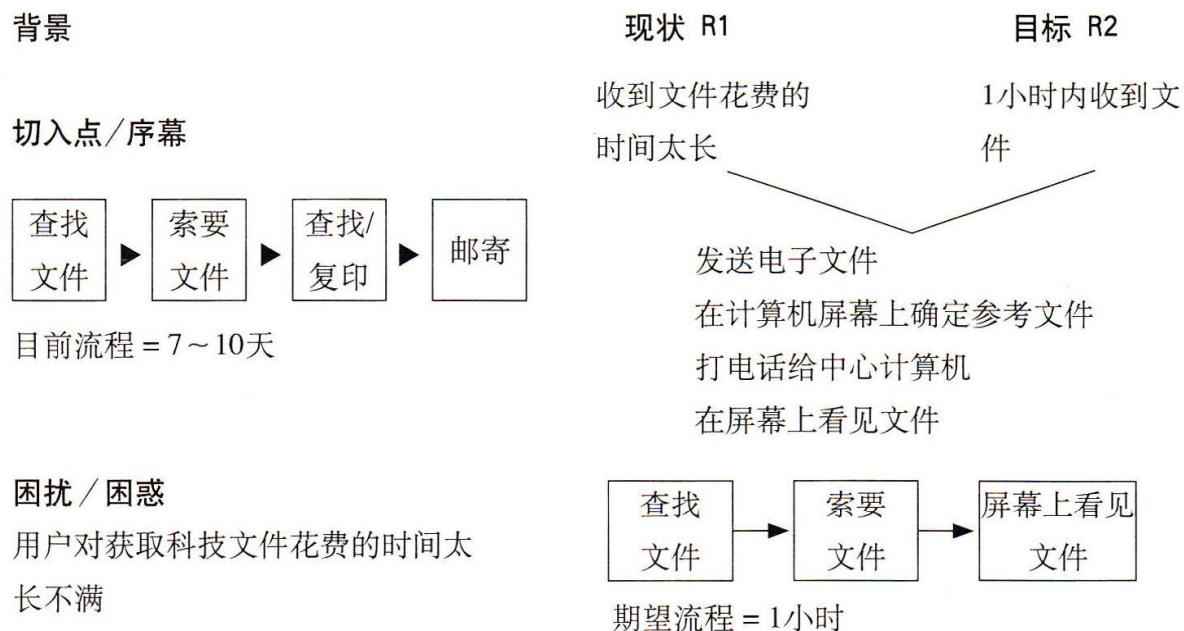 背景
切入点/序幕
查找
文件
索要
文件
查找/
复印
邮寄
目前流程 = 7～10天
困扰/困惑
用户对获取科技文件花费的时间太
长不满
现状 R1
目标 R2
收到文件花费的
时间太长
1小时内收到文
件
发送电子文件
在计算机屏幕上确定参考文件
打电话给中心计算机
在屏幕上看见文件
查找
文件
索要
文件
屏幕上看见
文件
期望流程 = 1小时